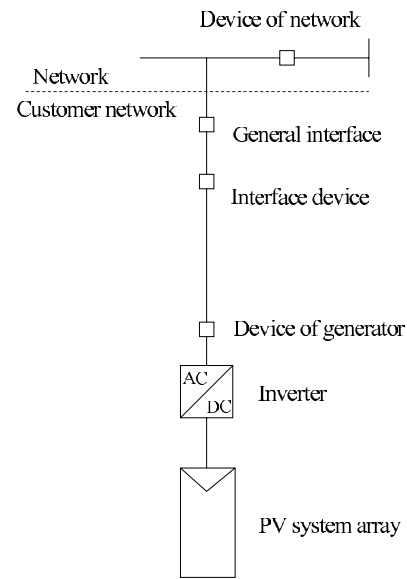 Device of network
Network
Customer network
General interface
Interface device
Device of generator
AC
DC
Inverter
PV system array